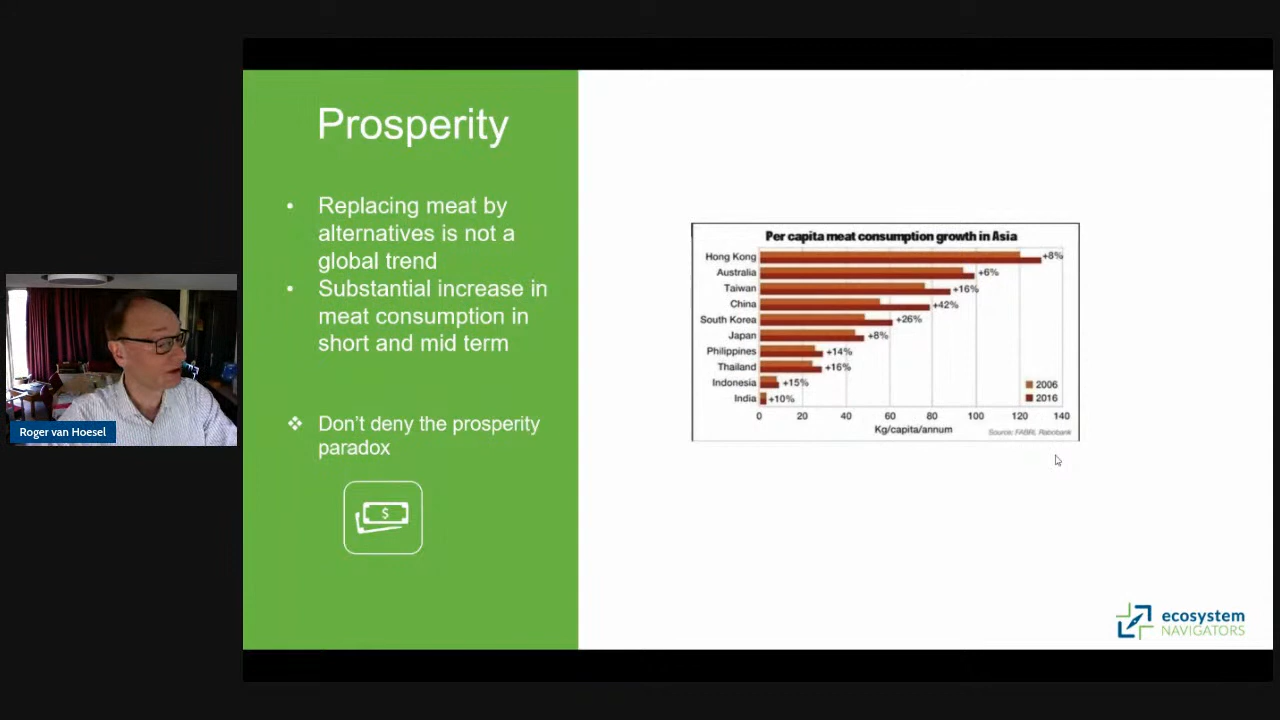 Prosperity
• Replacing meat by
alternatives is not a
global trend
• Substantial increase in
meat consumption in
short and mid term
❖ Don't deny the prosperity
paradox
$
Roger van Hoesel
Per capita meat consumption growth in Asia
Hong Kong +8%
Australia +6%
Taiwan +16%
China +42%
South Korea +26%
Japan +8%
Philippines +14%
Thailand +16%
Indonesia +15%
India +10%
2006
2016
0 20 40 60 80 100 120 140
Kg/capita/annum
Source: FABRI, Rabobank
ecosystem
NAVIGATORS